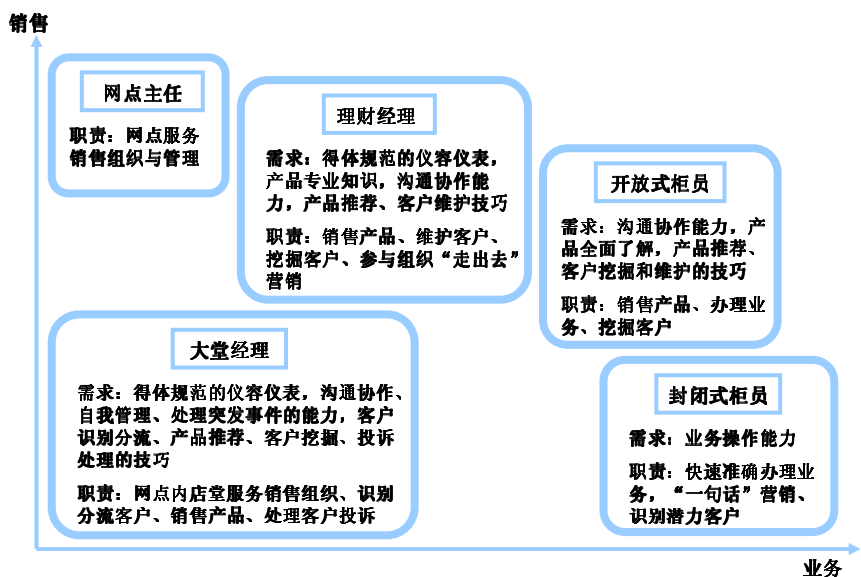 销售
网点主任
职责：网点服务
销售组织与管理
理财经理
需求：得体规范的仪容仪表，
产品专业知识，沟通协作能
力，产品推荐、客户维护技巧
职责：销售产品、维护客户、
挖掘客户、参与组织“走出去”
营销
开放式柜员
需求：沟通协作能力，产
品全面了解，产品推荐、
客户挖掘和维护的技巧
职责：销售产品、办理业
务、挖掘客户
大堂经理
需求：得体规范的仪容仪表，沟通协作、
自我管理、处理突发事件的能力，客户
识别分流、产品推荐、客户挖掘、投诉
处理的技巧
职责：网点内店堂服务销售组织、识别
分流客户、销售产品、处理客户投诉
封闭式柜员
需求：业务操作能力
职责：快速准确办理业
务，“一句话”营销、
识别潜力客户
业务